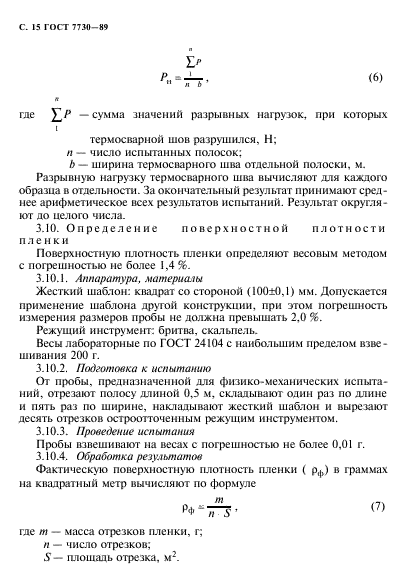 С. 15 ГОСТ 7730—89
n
∑P
1
Pн = ———— , (6)
n · b
n
где ∑P — сумма значений разрывных нагрузок, при которых
1
термосварной шов разрушился, Н;
n — число испытанных полосок;
b — ширина термосварного шва отдельной полоски, м.
Разрывную нагрузку термосварного шва вычисляют для каждого
образца в отдельности. За окончательный результат принимают сред-
нее арифметическое всех результатов испытаний. Результат округля-
ют до целого числа.
3.10. Определение поверхностной плотности
пленки
Поверхностную плотность пленки определяют весовым методом
с погрешностью не более 1,4 %.
3.10.1. Аппаратура, материалы
Жесткий шаблон: квадрат со стороной (100±0,1) мм. Допускается
применение шаблона другой конструкции, при этом погрешность
измерения размеров пробы не должна превышать 2,0 %.
Режущий инструмент: бритва, скальпель.
Весы лабораторные по ГОСТ 24104 с наибольшим пределом взве-
шивания 200 г.
3.10.2. Подготовка к испытанию
От пробы, предназначенной для физико-механических испыта-
ний, отрезают полосу длиной 0,5 м, складывают один раз по длине
и пять раз по ширине, накладывают жесткий шаблон и вырезают
десять отрезков остроотточенным режущим инструментом.
3.10.3. Проведение испытания
Пробы взвешивают на весах с погрешностью не более 0,01 г.
3.10.4. Обработка результатов
Фактическую поверхностную плотность пленки ( ρф) в граммах
на квадратный метр вычисляют по формуле
m
ρф = ———— , (7)
n · S
где m — масса отрезков пленки, г;
n — число отрезков;
S — площадь отрезка, м².